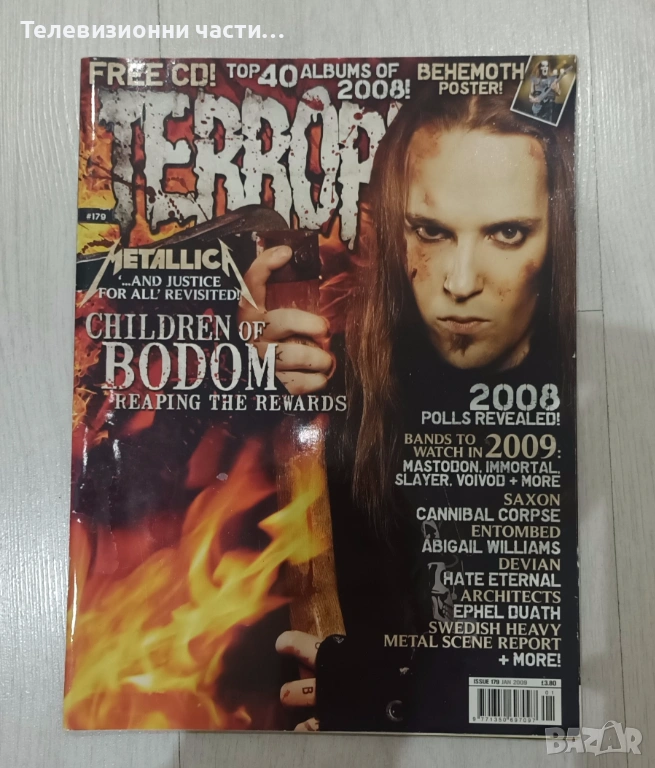 Телевизионни части...
FREE CD!
TOP 40 ALBUMS OF
2008!
BEHEMOTH
POSTER!
#179
METALLICA
'...AND JUSTICE
FOR ALL' REVISITED!
CHILDREN OF
BODOM
REAPING THE REWARDS
2008
POLLS REVEALED!
BANDS TO
WATCH IN 2009:
MASTODON, IMMORTAL,
SLAYER, VOIVOD + MORE
SAXON
CANNIBAL CORPSE
ENTOMBED
ABIGAIL WILLIAMS
DEVIAN
HATE ETERNAL
ARCHITECTS
EPHEL DUATH
SWEDISH HEAVY
METAL SCENE REPORT
+ MORE!
ISSUE 179 JAN 2009 £3.80
01
BAZAR